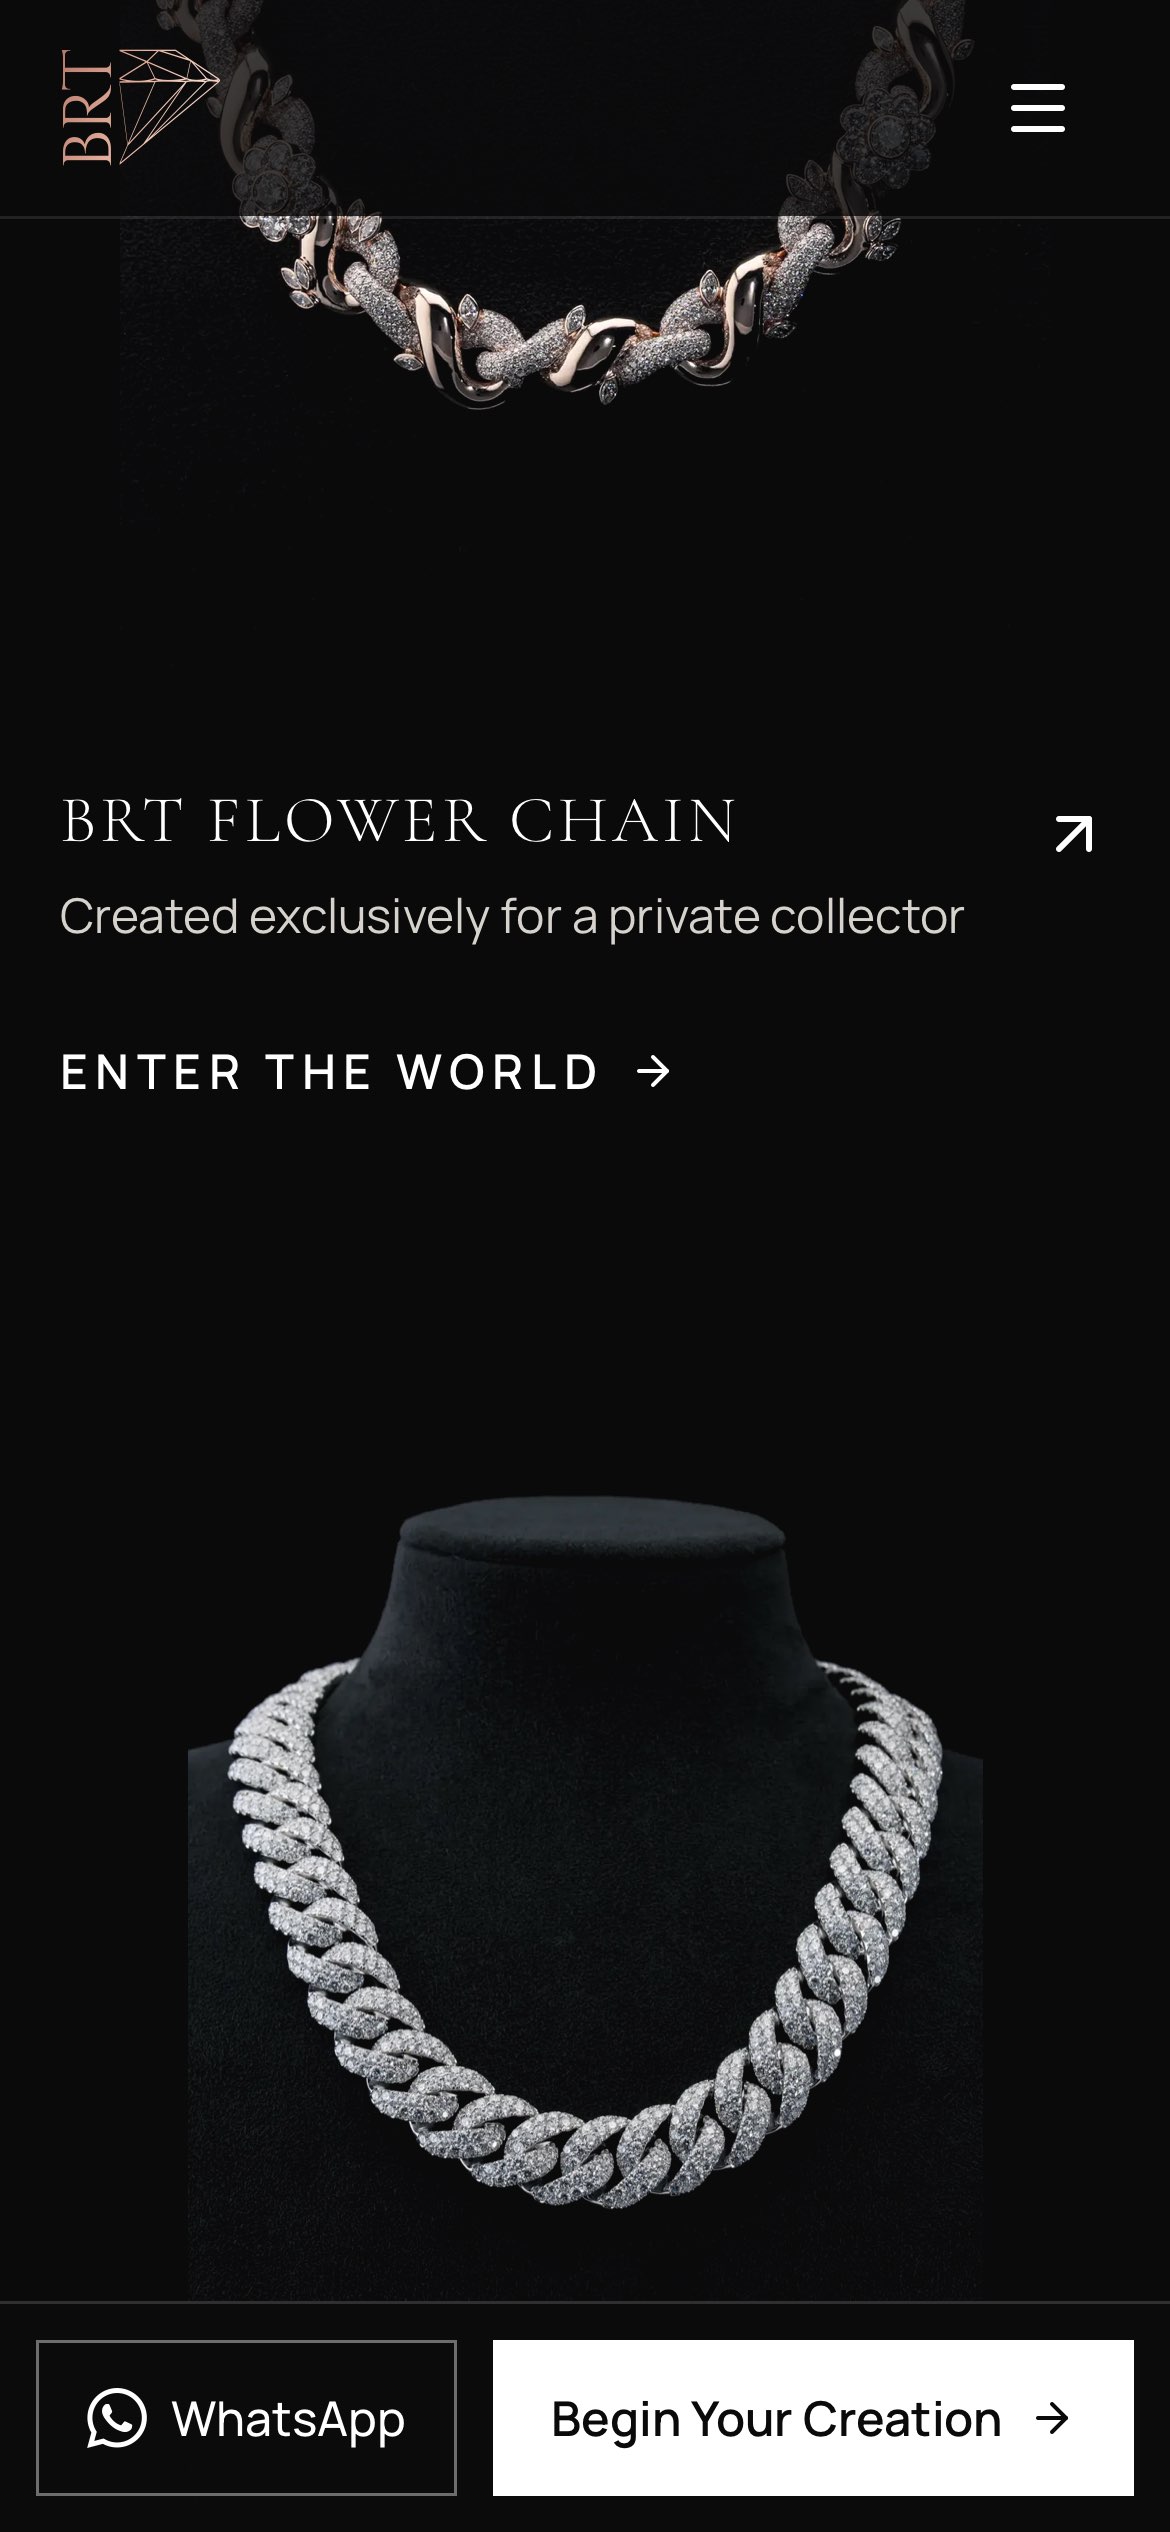 BRT
BRT FLOWER CHAIN
Created exclusively for a private collector
ENTER THE WORLD →
WhatsApp
Begin Your Creation →